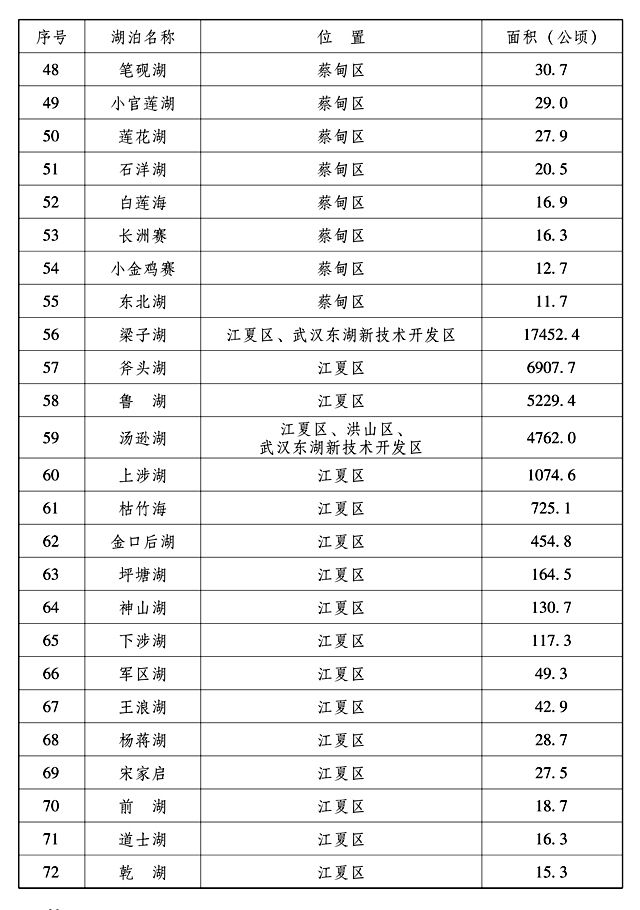 序号 湖泊名称 位 置 面积（公顷）
48 笔砚湖 蔡甸区 30.7
49 小官莲湖 蔡甸区 29.0
50 莲花湖 蔡甸区 27.9
51 石洋湖 蔡甸区 20.5
52 白莲海 蔡甸区 16.9
53 长洲赛 蔡甸区 16.3
54 小金鸡赛 蔡甸区 12.7
55 东北湖 蔡甸区 11.7
56 梁子湖 江夏区、武汉东湖新技术开发区 17452.4
57 斧头湖 江夏区 6907.7
58 鲁 湖 江夏区 5229.4
59 汤逊湖 江夏区、洪山区、
武汉东湖新技术开发区 4762.0
60 上涉湖 江夏区 1074.6
61 枯竹海 江夏区 725.1
62 金口后湖 江夏区 454.8
63 坪塘湖 江夏区 164.5
64 神山湖 江夏区 130.7
65 下涉湖 江夏区 117.3
66 军区湖 江夏区 49.3
67 王浪湖 江夏区 42.9
68 杨蒋湖 江夏区 28.7
69 宋家启 江夏区 27.5
70 前 湖 江夏区 18.7
71 道士湖 江夏区 16.3
72 乾 湖 江夏区 15.3